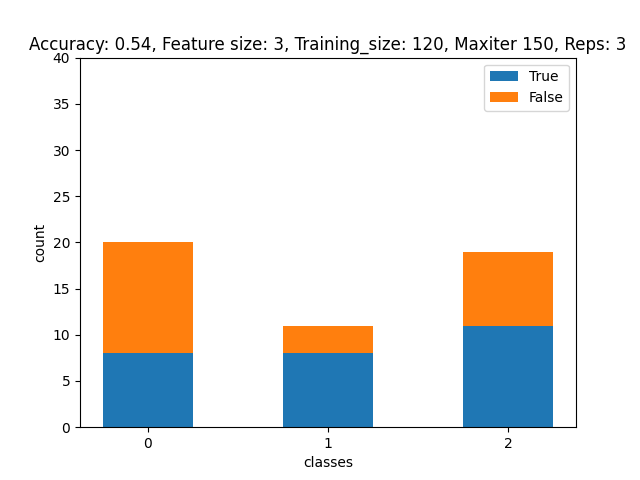 Accuracy: 0.54, Feature size: 3, Training_size: 120, Maxiter 150, Reps: 3
True
False
40
35
30
25
20
15
10
5
0
count
0 1 2
classes